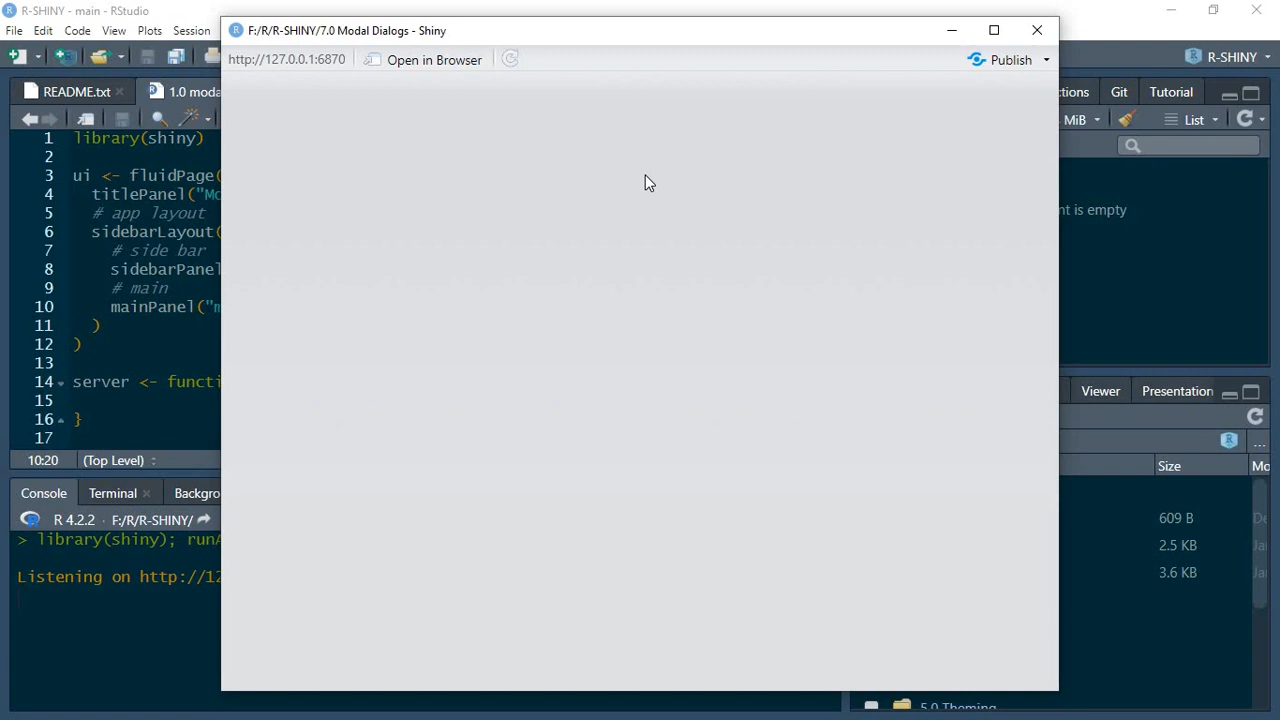 R-SHINY - main - RStudio
File Edit Code View Plots Session
F:/R/R-SHINY/7.0 Modal Dialogs - Shiny
http://127.0.0.1:6870 Open in Browser Publish
R-SHINY
README.txt 1.0 moda
ctions Git Tutorial
MiB List
1 library(shiny)
2
3 ui <- fluidPage(
4 titlePanel("Mo
5 # app layout
6 sidebarLayout(
7 # side bar
8 sidebarPanel
9 # main
10 mainPanel("m
11 )
12 )
13
14 server <- functi
15
16 }
17
nt is empty
10:20 (Top Level)
Viewer Presentation
Console Terminal Backgro
R 4.2.2 · F:/R/R-SHINY/
> library(shiny); runA
Listening on http://12
...
Size Mo
609 B De
2.5 KB Ja
3.6 KB Ja
5.0 Theming